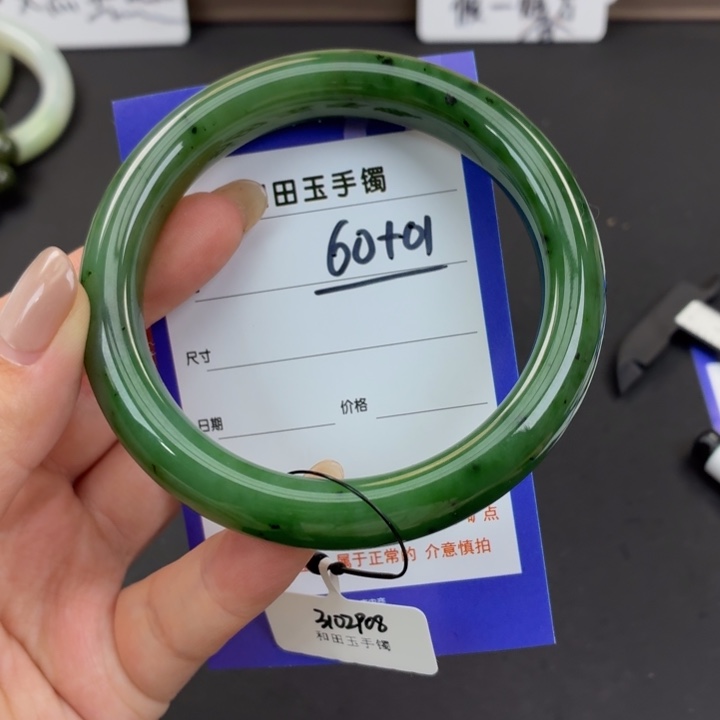 田玉手镯
60+01
尺寸
日期
价格
点
属于正常的 介意慎拍
3102908
和田玉手镯